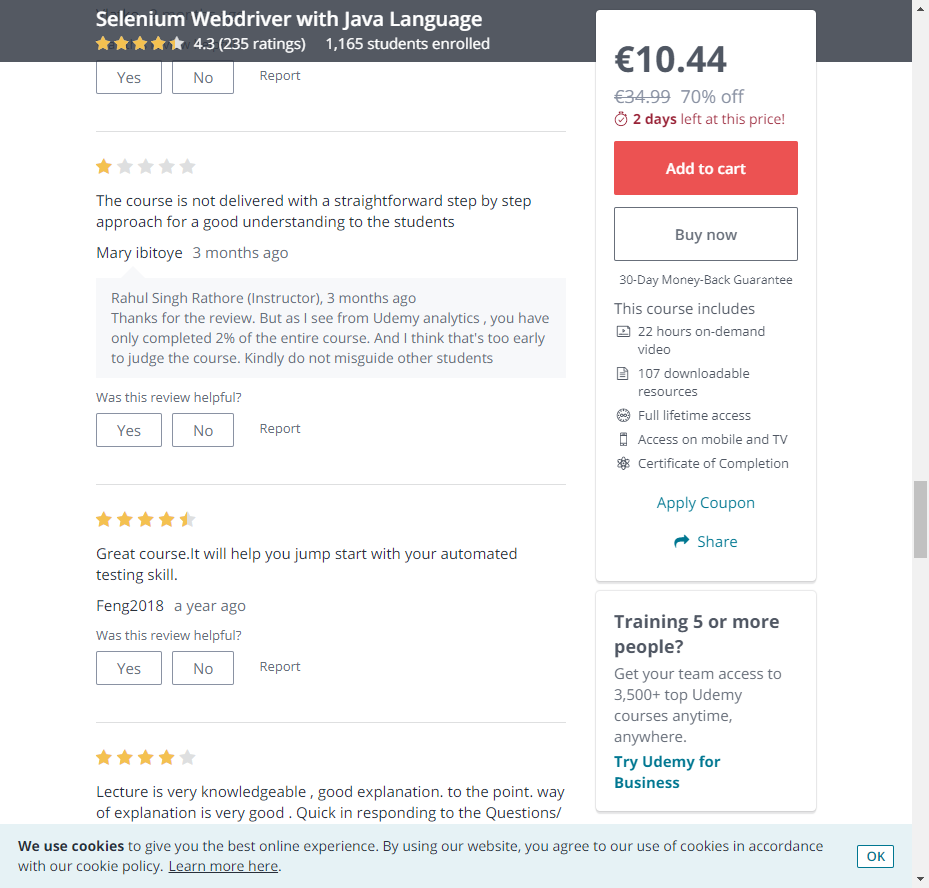 Selenium Webdriver with Java Language
4.3 (235 ratings) 1,165 students enrolled
Yes No Report
The course is not delivered with a straightforward step by step
approach for a good understanding to the students
Mary ibitoye 3 months ago
Rahul Singh Rathore (Instructor), 3 months ago
Thanks for the review. But as I see from Udemy analytics , you have
only completed 2% of the entire course. And I think that's too early
to judge the course. Kindly do not misguide other students
Was this review helpful?
Yes No Report
Great course.It will help you jump start with your automated
testing skill.
Feng2018 a year ago
Was this review helpful?
Yes No Report
Lecture is very knowledgeable , good explanation. to the point. way
of explanation is very good . Quick in responding to the Questions/
€10.44
€34.99 70% off
2 days left at this price!
Add to cart
Buy now
30-Day Money-Back Guarantee
This course includes
22 hours on-demand
video
107 downloadable
resources
Full lifetime access
Access on mobile and TV
Certificate of Completion
Apply Coupon
Share
Training 5 or more
people?
Get your team access to
3,500+ top Udemy
courses anytime,
anywhere.
Try Udemy for
Business
We use cookies to give you the best online experience. By using our website, you agree to our use of cookies in accordance
with our cookie policy. Learn more here.
OK